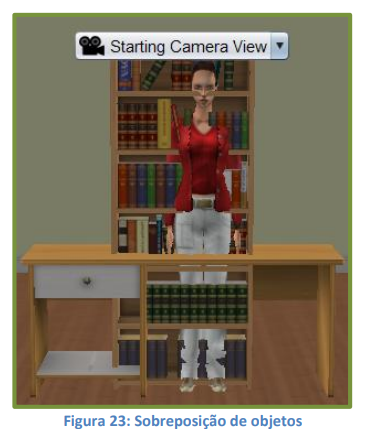 Starting Camera View
Figura 23: Sobreposição de objetos